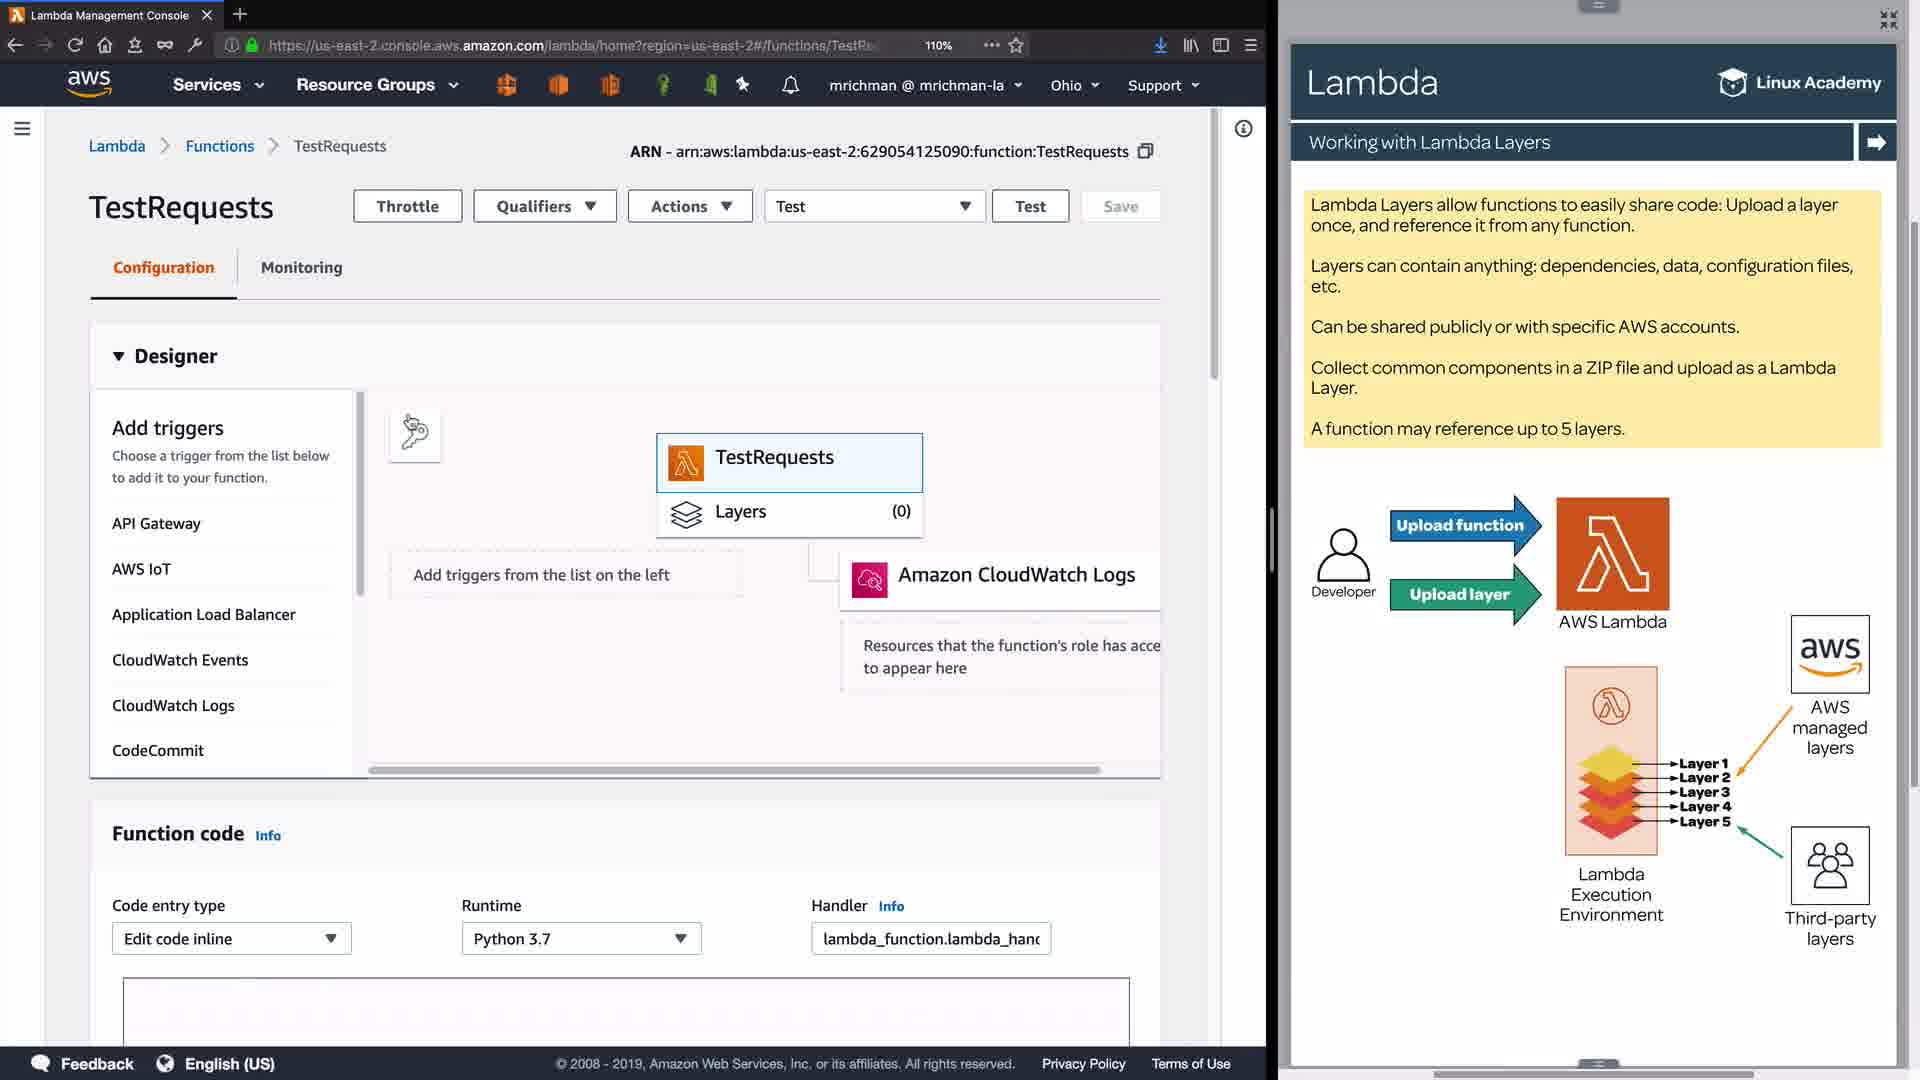 Lambda Management Console
https://us-east-2.console.aws.amazon.com/lambda/home?region=us-east-2#/functions/TestRe
110%
aws
Services
Resource Groups
mrichman @ mrichman-la
Ohio
Support
Lambda
Functions
TestRequests
ARN - arn:aws:lambda:us-east-2:629054125090:function:TestRequests
TestRequests
Throttle
Qualifiers
Actions
Test
Test
Save
Configuration
Monitoring
Designer
Add triggers
Choose a trigger from the list below
to add it to your function.
API Gateway
AWS IoT
Application Load Balancer
CloudWatch Events
CloudWatch Logs
CodeCommit
TestRequests
Layers
(0)
Add triggers from the list on the left
Amazon CloudWatch Logs
Resources that the function's role has acce
to appear here
Function code
Info
Code entry type
Runtime
Handler
Info
Edit code inline
Python 3.7
lambda_function.lambda_hand
Feedback
English (US)
© 2008 - 2019, Amazon Web Services, Inc. or its affiliates. All rights reserved.
Privacy Policy
Terms of Use
Lambda
Linux Academy
Working with Lambda Layers
Lambda Layers allow functions to easily share code: Upload a layer
once, and reference it from any function.
Layers can contain anything: dependencies, data, configuration files,
etc.
Can be shared publicly or with specific AWS accounts.
Collect common components in a ZIP file and upload as a Lambda
Layer.
A function may reference up to 5 layers.
Upload function
Upload layer
Developer
AWS Lambda
aws
AWS
managed
layers
Layer 1
Layer 2
Layer 3
Layer 4
Layer 5
Lambda
Execution
Environment
Third-party
layers